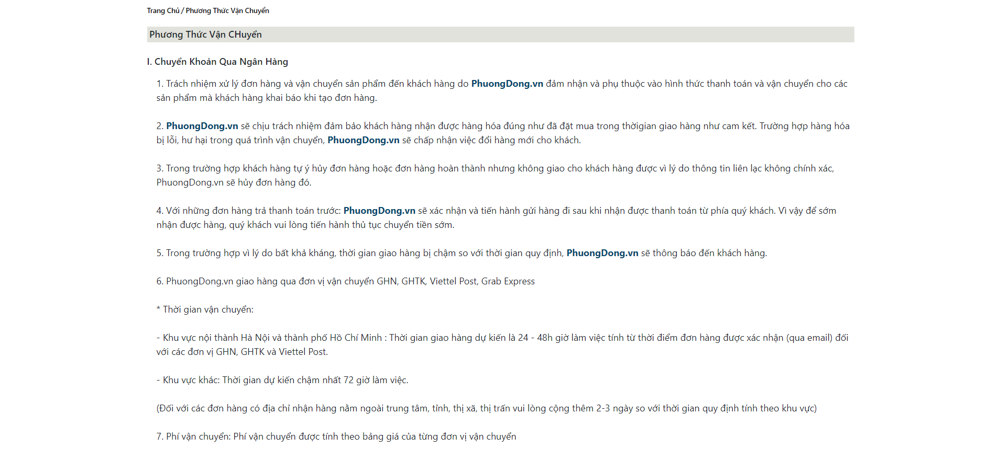 Trang Chủ / Phương Thức Vận Chuyển
Phương Thức Vận CHuyển
I. Chuyển Khoản Qua Ngân Hàng
1. Trách nhiệm xử lý đơn hàng và vận chuyển sản phẩm đến khách hàng do PhuongDong.vn đảm nhận và phụ thuộc vào hình thức thanh toán và vận chuyển cho các
sản phẩm mà khách hàng khai báo khi tạo đơn hàng.
2. PhuongDong.vn sẽ chịu trách nhiệm đảm bảo khách hàng nhận được hàng hóa đúng như đã đặt mua trong thờigian giao hàng như cam kết. Trường hợp hàng hóa
bị lỗi, hư hại trong quá trình vận chuyển, PhuongDong.vn sẽ chấp nhận việc đổi hàng mới cho khách.
3. Trong trường hợp khách hàng tự ý hủy đơn hàng hoặc đơn hàng hoàn thành nhưng không giao cho khách hàng được vì lý do thông tin liên lạc không chính xác,
PhuongDong.vn sẽ hủy đơn hàng đó.
4. Với những đơn hàng trả thanh toán trước: PhuongDong.vn sẽ xác nhận và tiến hành gửi hàng đi sau khi nhận được thanh toán từ phía quý khách. Vì vậy để sớm
nhận được hàng, quý khách vui lòng tiến hành thủ tục chuyển tiền sớm.
5. Trong trường hợp vì lý do bất khả kháng, thời gian giao hàng bị chậm so với thời gian quy định, PhuongDong.vn sẽ thông báo đến khách hàng.
6. PhuongDong.vn giao hàng qua đơn vị vận chuyển GHN, GHTK, Viettel Post, Grab Express
* Thời gian vận chuyển:
- Khu vực nội thành Hà Nội và thành phố Hồ Chí Minh : Thời gian giao hàng dự kiến là 24 - 48h giờ làm việc tính từ thời điểm đơn hàng được xác nhận (qua email) đối
với các đơn vị GHN, GHTK và Viettel Post.
- Khu vực khác: Thời gian dự kiến chậm nhất 72 giờ làm việc.
(Đối với các đơn hàng có địa chỉ nhận hàng nằm ngoài trung tâm, tỉnh, thị xã, thị trấn vui lòng cộng thêm 2-3 ngày so với thời gian quy định tính theo khu vực)
7. Phí vận chuyển: Phí vận chuyển được tính theo bảng giá của từng đơn vị vận chuyển